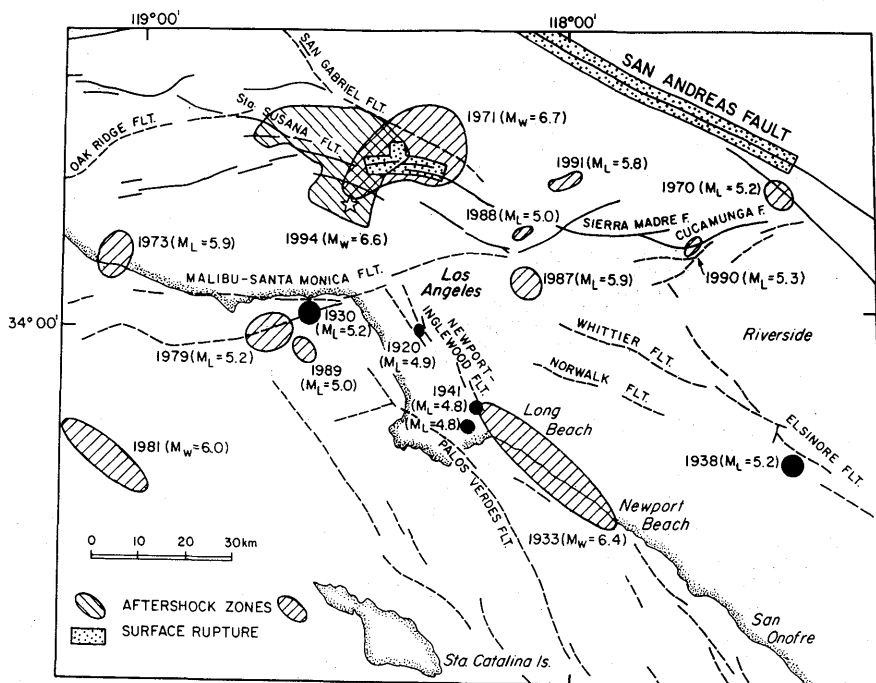 119°00'
118°00'
SAN GABRIEL FLT.
SAN ANDREAS FAULT
Sta. SUSANA FLT.
OAK RIDGE FLT.
1971 (Mw = 6.7)
1991 (ML = 5.8)
1970 (ML=5.2)
1988 (ML= 5.0)
SIERRA MADRE F.
CUCAMUNGA F.
1994 (Mw = 6.6)
1973 (ML=5.9)
MALIBU-SANTA MONICA FLT.
Los
Angeles
1987 (ML=5.9)
1990 (ML=5.3)
34°00'
1930
(ML=5.2)
NEWPORT-
INGLEWOOD FLT.
WHITTIER FLT.
Riverside
1979 (ML=5.2)
1989
(ML=5.0)
1920
(ML=4.9)
NORWALK FLT.
1941
(ML=4.8)
(ML=4.8)
Long
Beach
ELSINORE FLT.
1981 (Mw=6.0)
1938 (ML=5.2)
PALOS VERDES FLT.
Newport
Beach
1933 (Mw=6.4)
0 10 20 30 km
AFTERSHOCK ZONES
SURFACE RUPTURE
San
Onofre
Sta. Catalina Is.